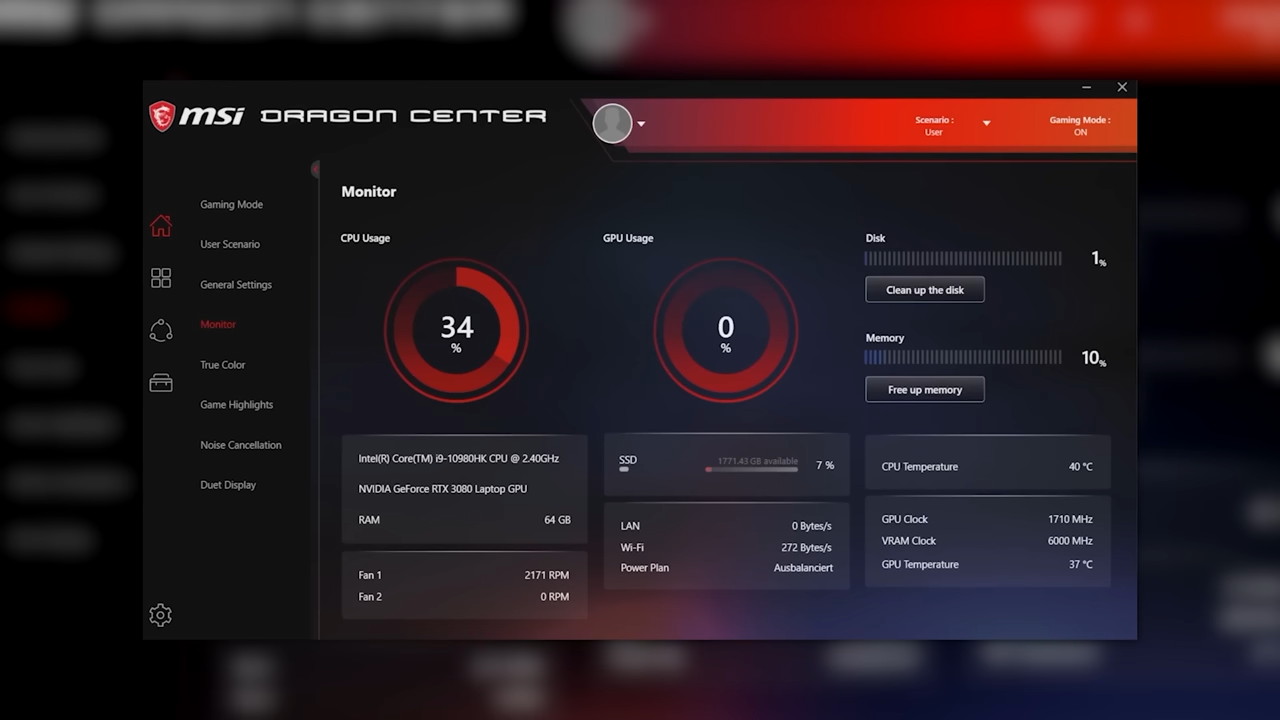 msi DRAGON CENTER
Scenario :
User
Gaming Mode :
ON
Gaming Mode
User Scenario
General Settings
Monitor
True Color
Game Highlights
Noise Cancellation
Duet Display
Monitor
CPU Usage
34
%
GPU Usage
0
%
Disk
1%
Clean up the disk
Memory
10%
Free up memory
Intel(R) Core(TM) i9-10980HK CPU @ 2.40GHz
NVIDIA GeForce RTX 3080 Laptop GPU
RAM 64 GB
Fan 1 2171 RPM
Fan 2 0 RPM
SSD 1771.43 GB available 7 %
LAN 0 Bytes/s
Wi-Fi 272 Bytes/s
Power Plan Ausbalanciert
CPU Temperature 40 °C
GPU Clock 1710 MHz
VRAM Clock 6000 MHz
GPU Temperature 37 °C